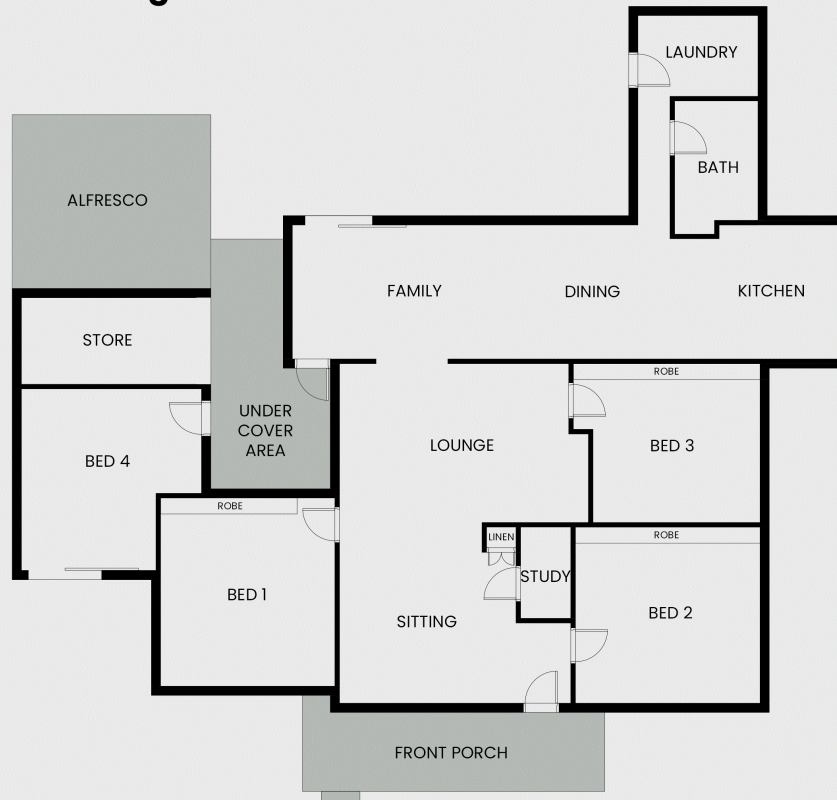 LAUNDRY
BATH
ALFRESCO
FAMILY
DINING
KITCHEN
STORE
ROBE
UNDER
COVER
AREA
LOUNGE
BED 3
BED 4
ROBE
LINEN
ROBE
STUDY
BED 1
BED 2
SITTING
FRONT PORCH